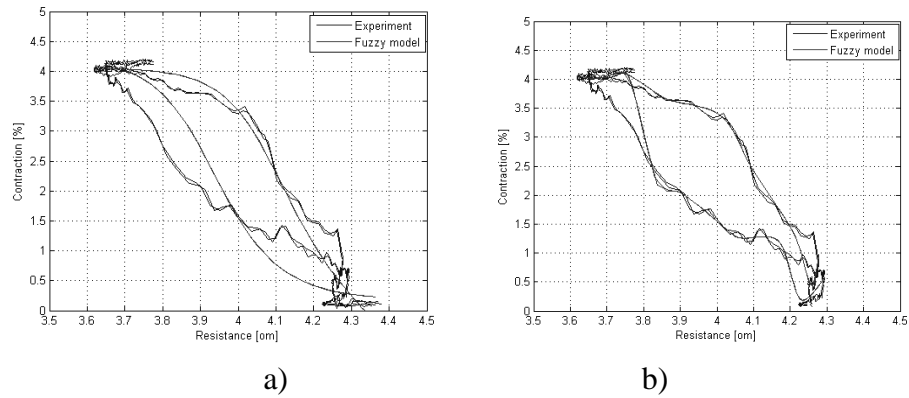 5
4.5
4
3.5
3
2.5
2
1.5
1
0.5
0
Contraction [%]
3.5 3.6 3.7 3.8 3.9 4 4.1 4.2 4.3 4.4 4.5
Resistance [om]
Experiment
Fuzzy model
a)
5
4.5
4
3.5
3
2.5
2
1.5
1
0.5
0
Contraction [%]
3.5 3.6 3.7 3.8 3.9 4 4.1 4.2 4.3 4.4 4.5
Resistance [om]
Experiment
Fuzzy model
b)